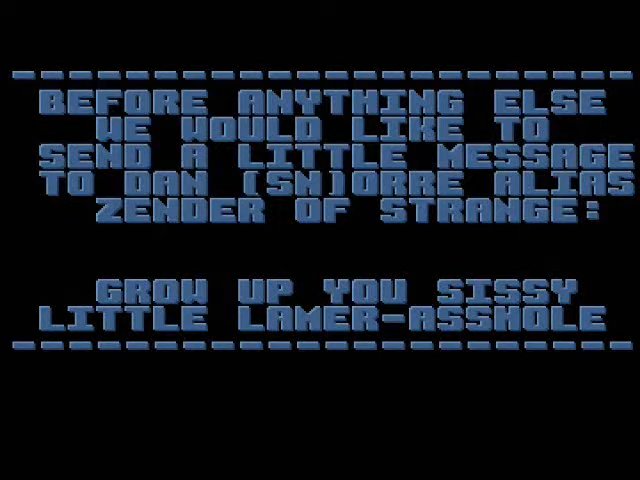 ----------------------
BEFORE ANYTHING ELSE
WE WOULD LIKE TO
SEND A LITTLE MESSAGE
TO DAN (SN)ORRE ALIAS
ZENDER OF STRANGE:
GROW UP YOU SISSY
LITTLE LAMER-ASSHOLE
----------------------